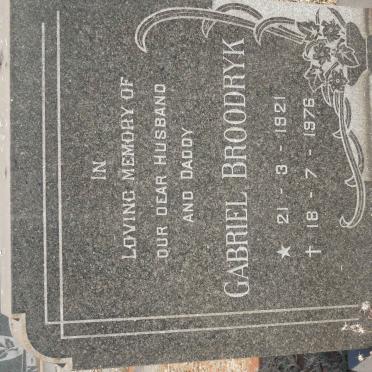 IN
LOVING MEMORY OF
OUR DEAR HUSBAND
AND DADDY
GABRIEL BROODRYK
★ 21 - 3 - 1921
† 18 - 7 - 1976